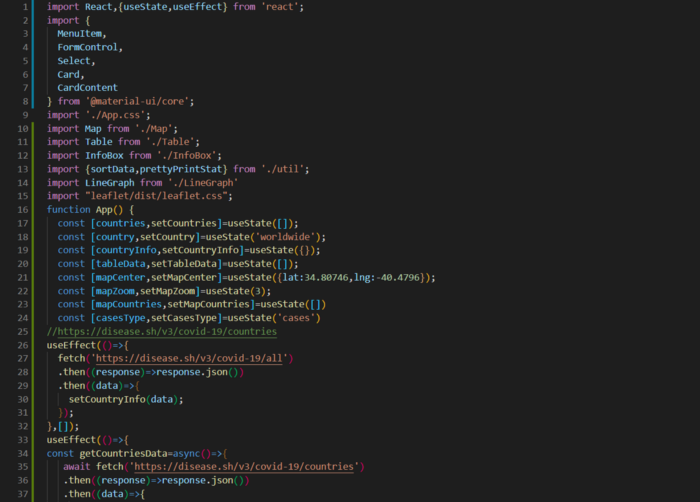 1 import React,{useState,useEffect} from 'react';
2 import {
3 MenuItem,
4 FormControl,
5 Select,
6 Card,
7 CardContent
8 } from '@material-ui/core';
9 import './App.css';
10 import Map from './Map';
11 import Table from './Table';
12 import InfoBox from './InfoBox';
13 import {sortData,prettyPrintStat} from './util';
14 import LineGraph from './LineGraph'
15 import "leaflet/dist/leaflet.css";
16 function App() {
17 const [countries,setCountries]=useState([]);
18 const [country,setCountry]=useState('worldwide');
19 const [countryInfo,setCountryInfo]=useState({});
20 const [tableData,setTableData]=useState([]);
21 const [mapCenter,setMapCenter]=useState({lat:34.80746,lng:-40.4796});
22 const [mapZoom,setMapZoom]=useState(3);
23 const [mapCountries,setMapCountries]=useState([])
24 const [casesType,setCasesType]=useState('cases')
25 //https://disease.sh/v3/covid-19/countries
26 useEffect(()=>{
27 fetch('https://disease.sh/v3/covid-19/all')
28 .then((response)=>response.json())
29 .then((data)=>{
30 setCountryInfo(data);
31 });
32 },[]);
33 useEffect(()=>{
34 const getCountriesData=async()=>{
35 await fetch('https://disease.sh/v3/covid-19/countries')
36 .then((response)=>response.json())
37 .then((data)=>{